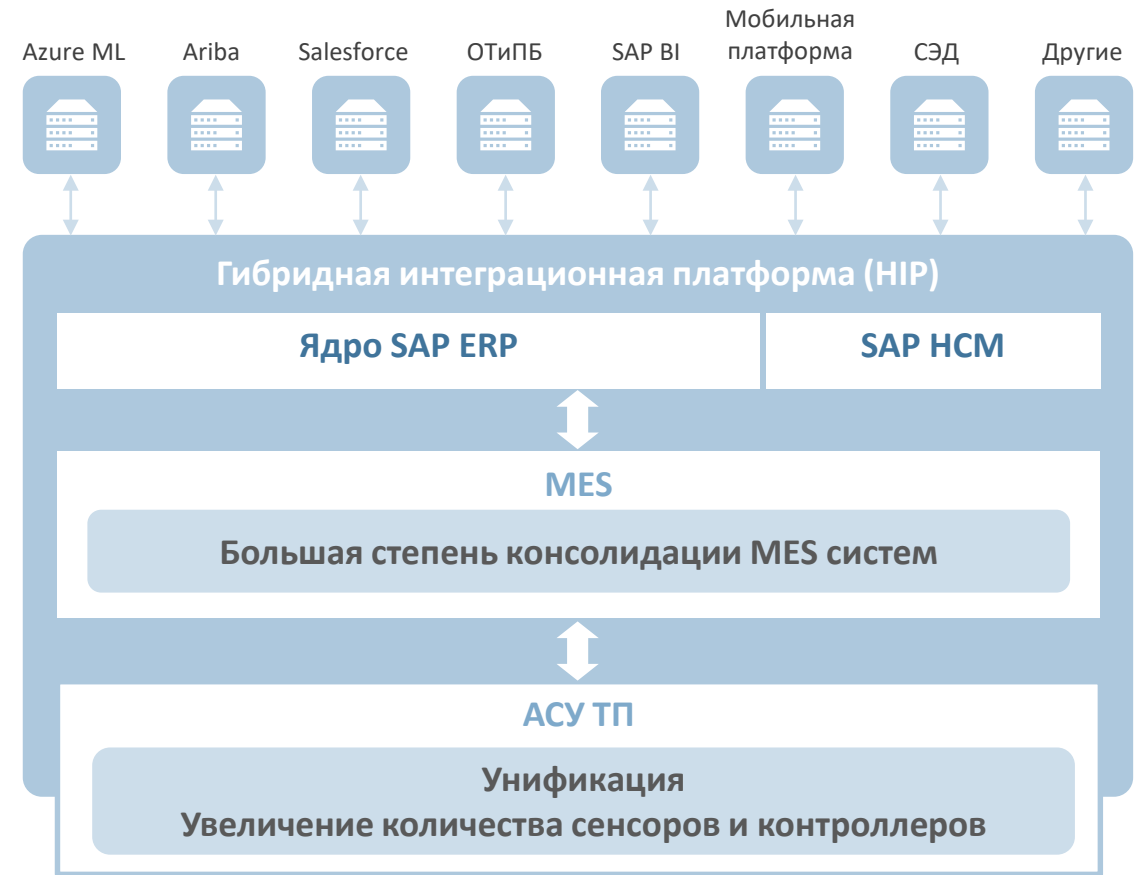 Azure ML
Ariba
Salesforce
ОТиПБ
SAP BI
Мобильная
платформа
СЭД
Другие
Гибридная интеграционная платформа (HIP)
Ядро SAP ERP
SAP HCM
MES
Большая степень консолидации MES систем
АСУ ТП
Унификация
Увеличение количества сенсоров и контроллеров